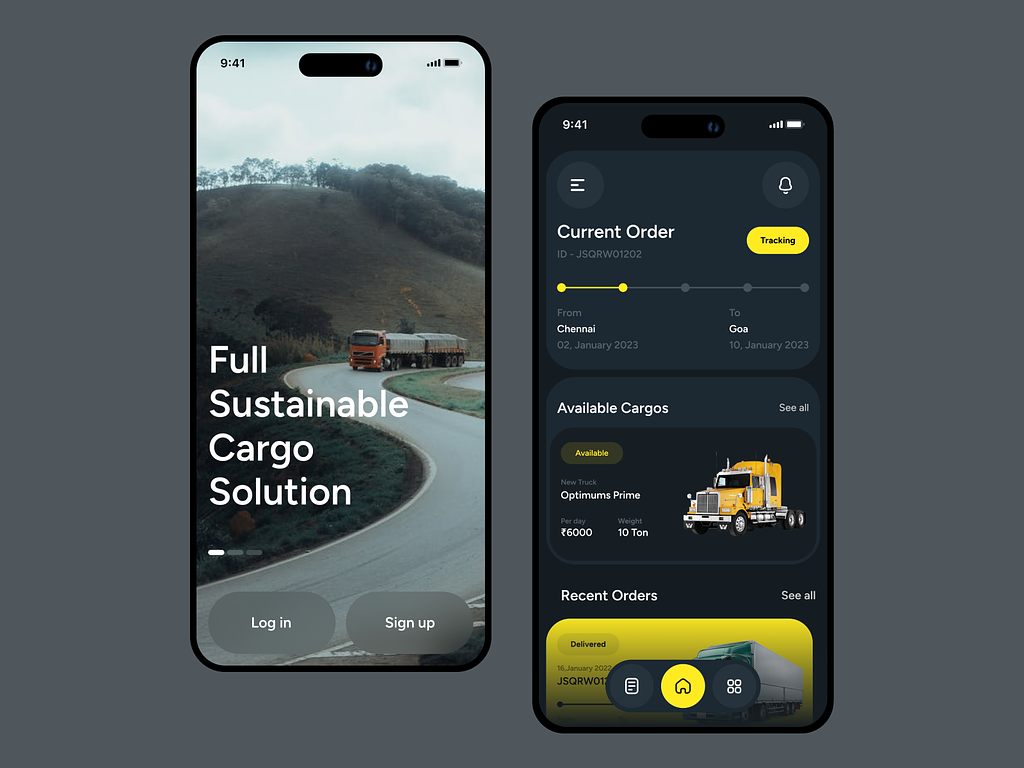 9:41
Full
Sustainable
Cargo
Solution
Log in
Sign up
9:41
Current Order
Tracking
ID - JSQRW01202
From
To
Chennai
Goa
02, January 2023
10, January 2023
Available Cargos
See all
Available
New Truck
Optimums Prime
Per day
Weight
₹6000
10 Ton
Recent Orders
See all
Delivered
16,January 2022